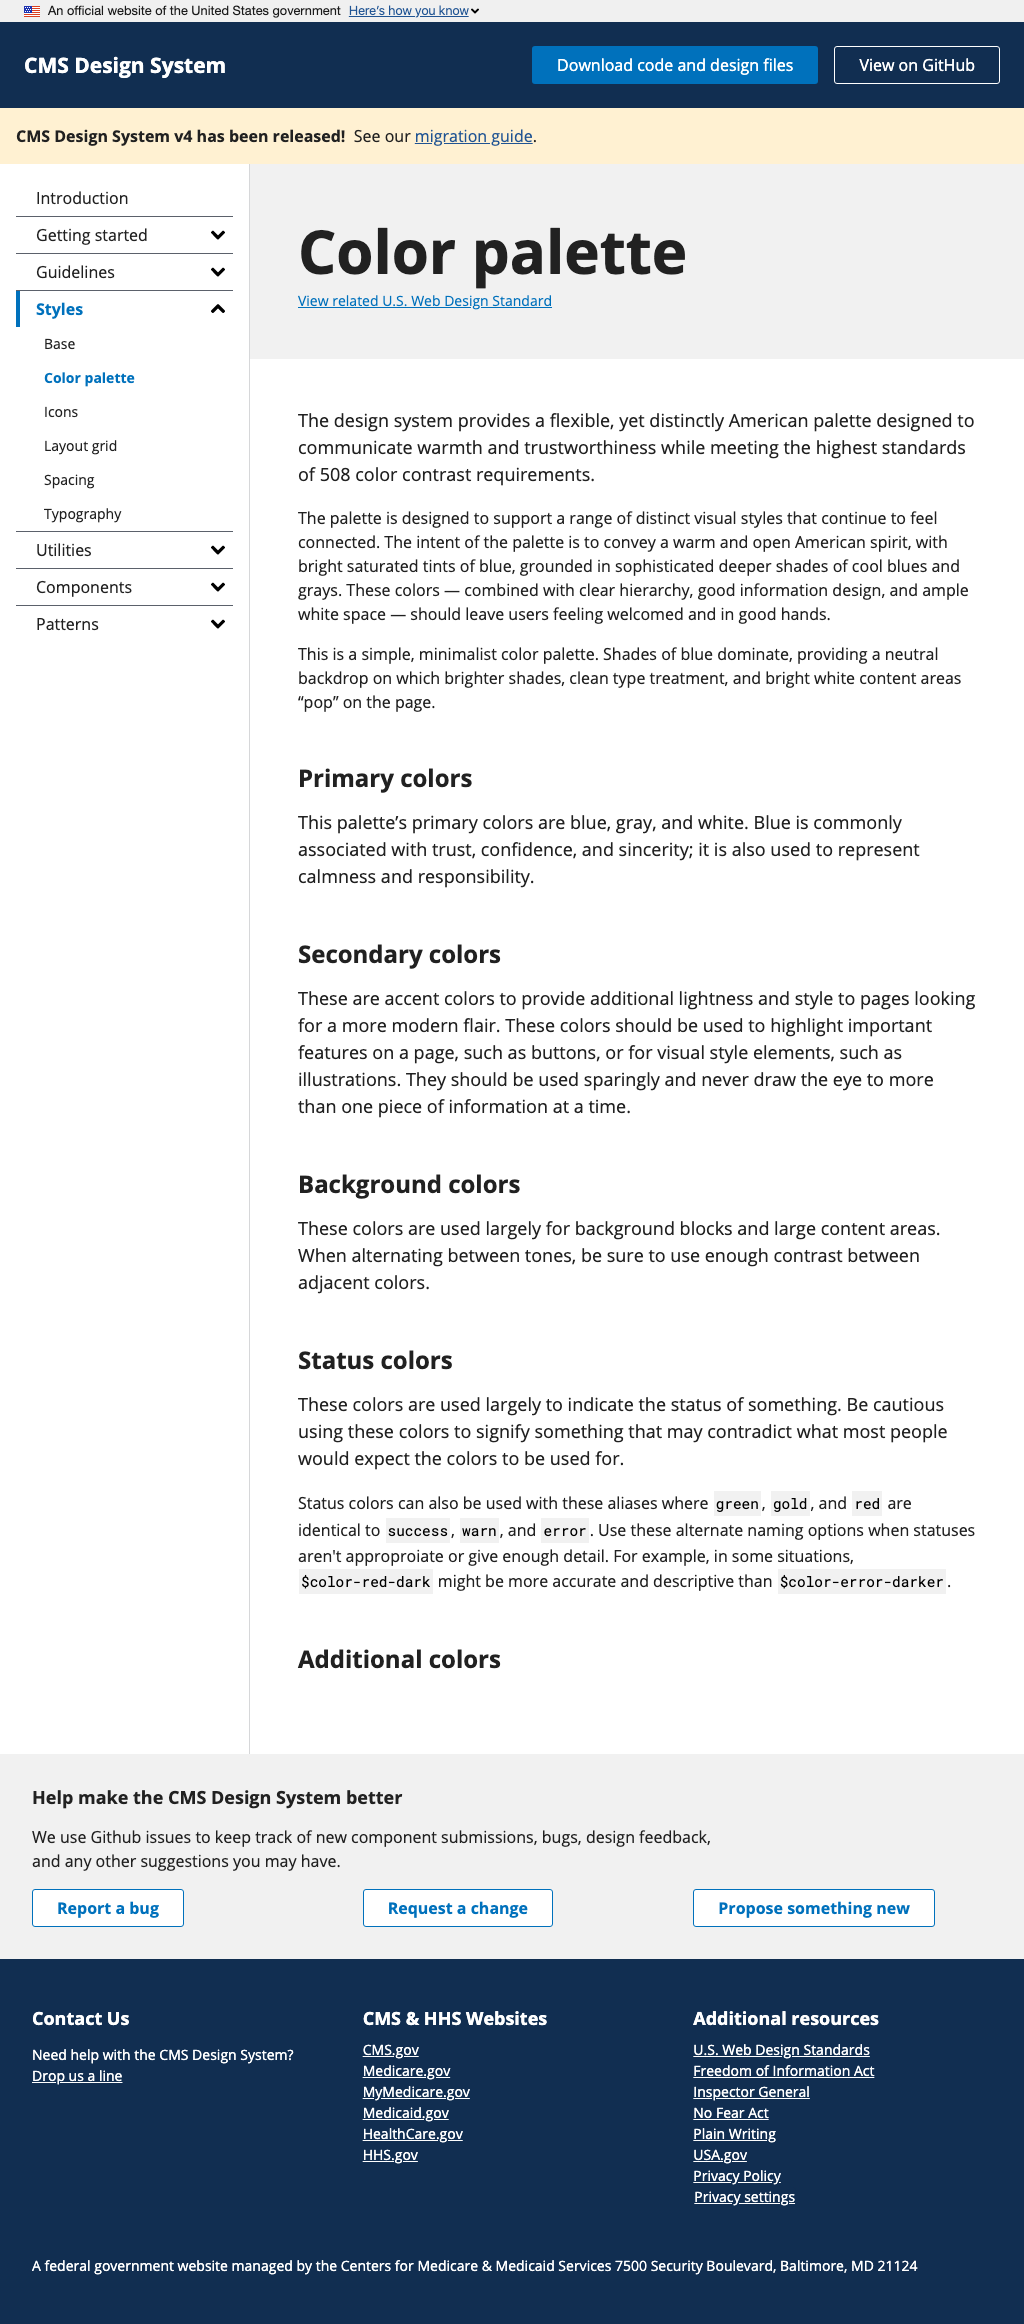 An official website of the United States government Here's how you know
CMS Design System
Download code and design files
View on GitHub
CMS Design System v4 has been released! See our migration guide.
Introduction
Getting started
Guidelines
Styles
Base
Color palette
Icons
Layout grid
Spacing
Typography
Utilities
Components
Patterns
Color palette
View related U.S. Web Design Standard
The design system provides a flexible, yet distinctly American palette designed to
communicate warmth and trustworthiness while meeting the highest standards
of 508 color contrast requirements.
The palette is designed to support a range of distinct visual styles that continue to feel
connected. The intent of the palette is to convey a warm and open American spirit, with
bright saturated tints of blue, grounded in sophisticated deeper shades of cool blues and
grays. These colors — combined with clear hierarchy, good information design, and ample
white space — should leave users feeling welcomed and in good hands.
This is a simple, minimalist color palette. Shades of blue dominate, providing a neutral
backdrop on which brighter shades, clean type treatment, and bright white content areas
“pop” on the page.
Primary colors
This palette’s primary colors are blue, gray, and white. Blue is commonly
associated with trust, confidence, and sincerity; it is also used to represent
calmness and responsibility.
Secondary colors
These are accent colors to provide additional lightness and style to pages looking
for a more modern flair. These colors should be used to highlight important
features on a page, such as buttons, or for visual style elements, such as
illustrations. They should be used sparingly and never draw the eye to more
than one piece of information at a time.
Background colors
These colors are used largely for background blocks and large content areas.
When alternating between tones, be sure to use enough contrast between
adjacent colors.
Status colors
These colors are used largely to indicate the status of something. Be cautious
using these colors to signify something that may contradict what most people
would expect the colors to be used for.
Status colors can also be used with these aliases where green, gold, and red are
identical to success, warn, and error. Use these alternate naming options when statuses
aren't approproiate or give enough detail. For example, in some situations,
$color-red-dark might be more accurate and descriptive than $color-error-darker.
Additional colors
Help make the CMS Design System better
We use Github issues to keep track of new component submissions, bugs, design feedback,
and any other suggestions you may have.
Report a bug
Request a change
Propose something new
Contact Us
Need help with the CMS Design System?
Drop us a line
CMS & HHS Websites
CMS.gov
Medicare.gov
MyMedicare.gov
Medicaid.gov
HealthCare.gov
HHS.gov
Additional resources
U.S. Web Design Standards
Freedom of Information Act
Inspector General
No Fear Act
Plain Writing
USA.gov
Privacy Policy
Privacy settings
A federal government website managed by the Centers for Medicare & Medicaid Services 7500 Security Boulevard, Baltimore, MD 21124